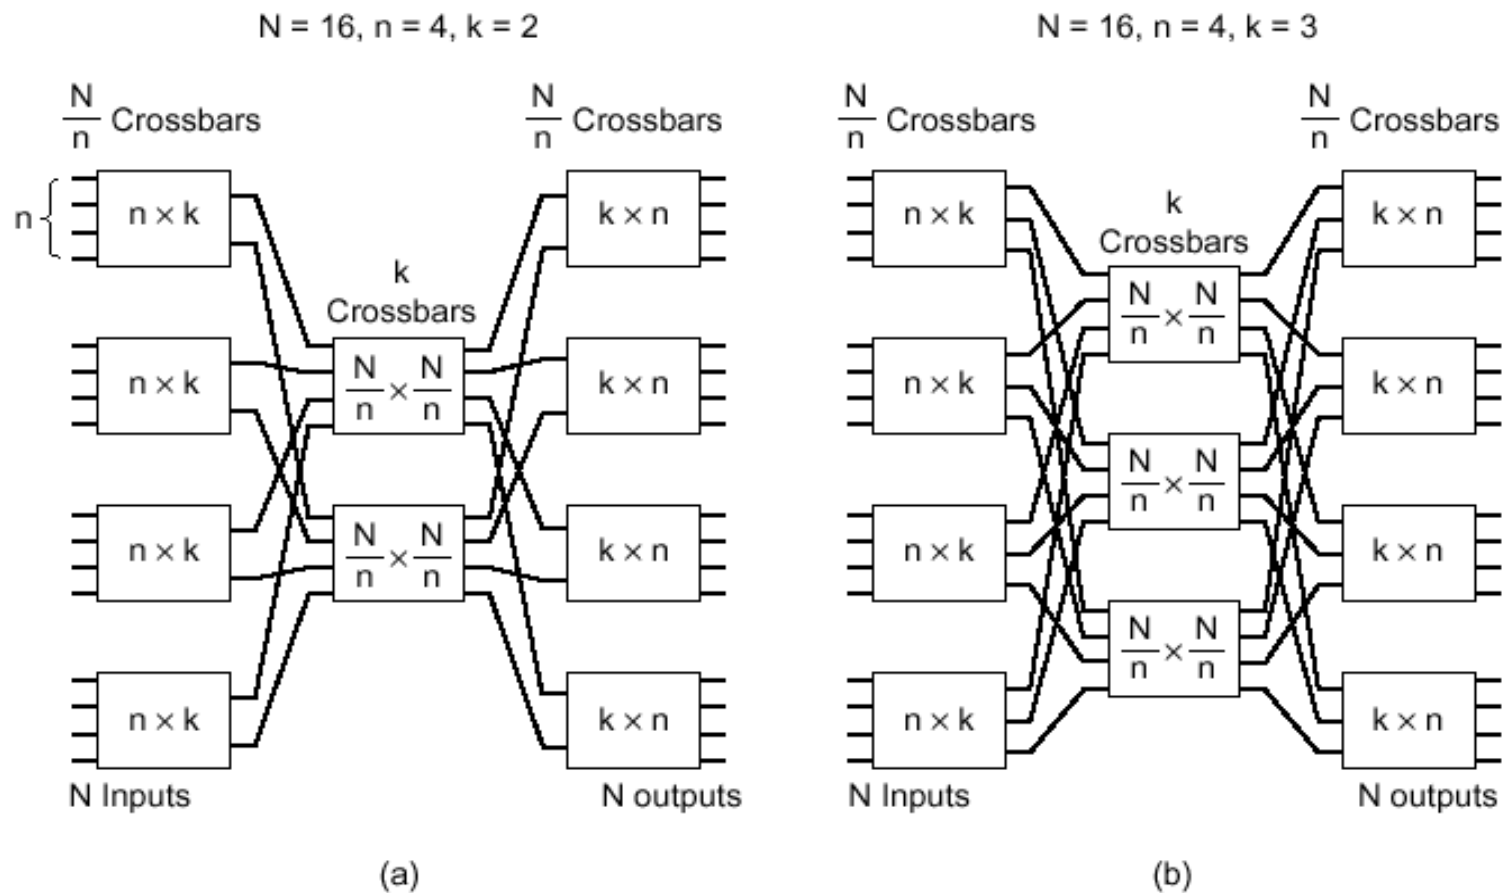 N = 16, n = 4, k = 2
N
n
Crossbars
N
n
Crossbars
n
n × k
k × n
k
Crossbars
n × k
N
n
×
N
n
k × n
n × k
N
n
×
N
n
k × n
n × k
k × n
N Inputs
N outputs
(a)
N = 16, n = 4, k = 3
N
n
Crossbars
N
n
Crossbars
n × k
k × n
k
Crossbars
N
n
×
N
n
n × k
k × n
N
n
×
N
n
n × k
k × n
N
n
×
N
n
n × k
k × n
N Inputs
N outputs
(b)